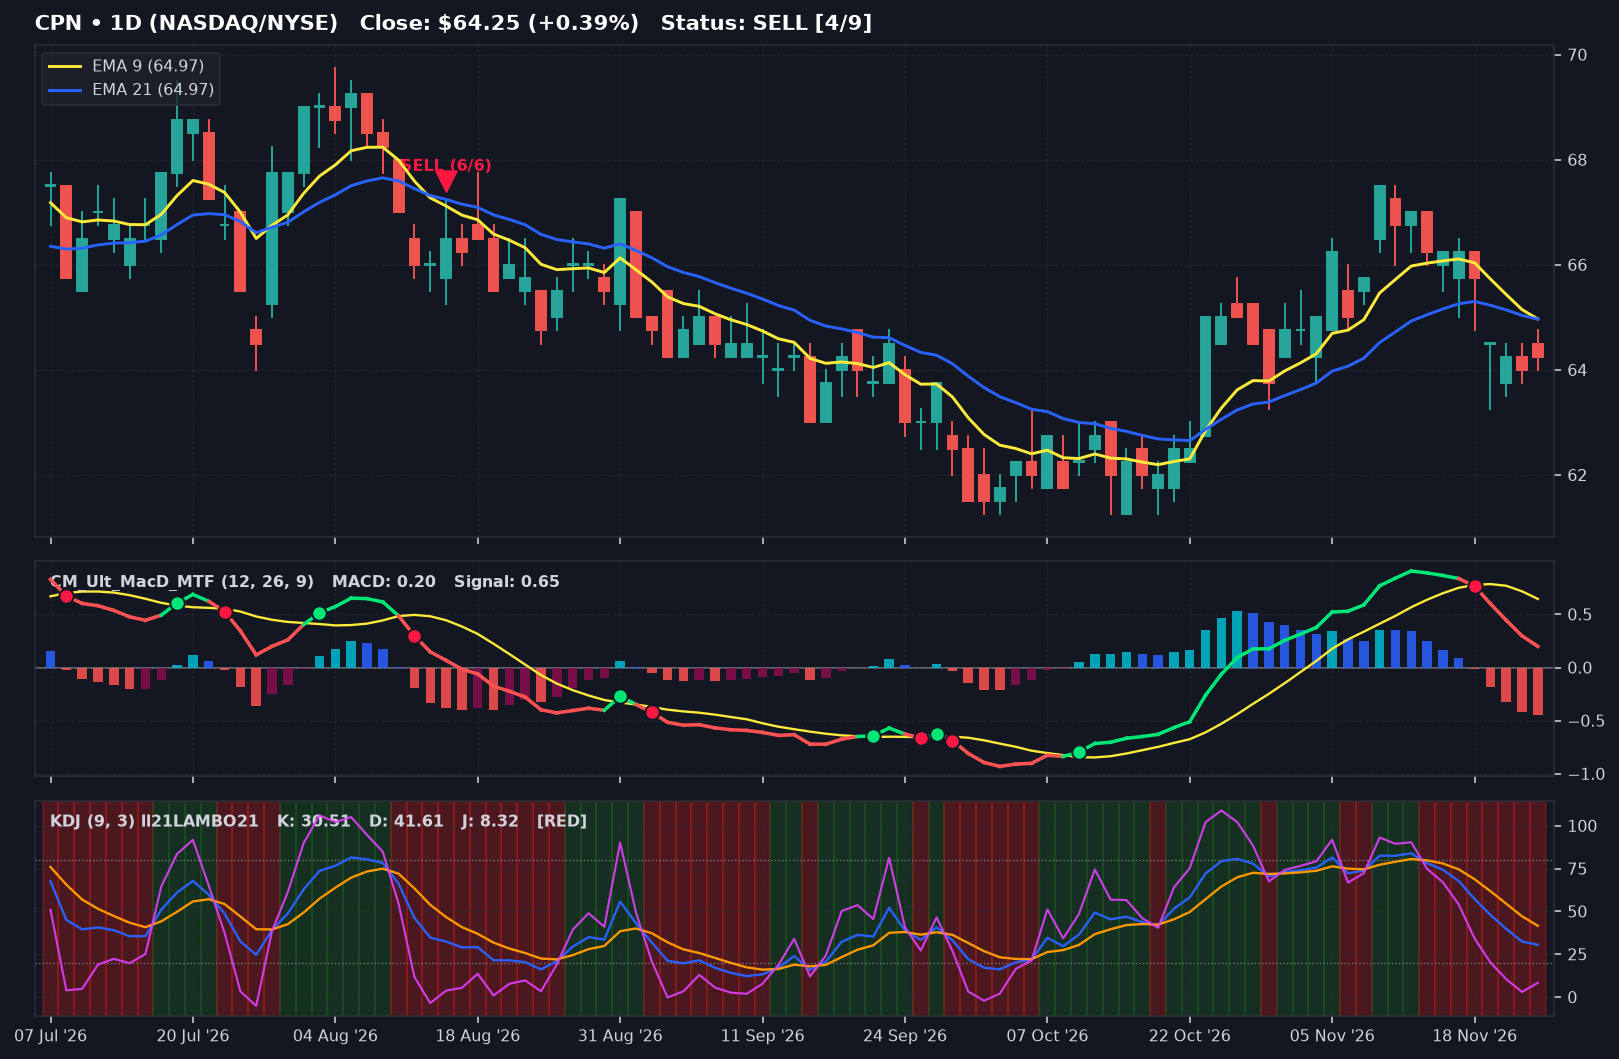 CPN • 1D (NASDAQ/NYSE)   Close: $64.25 (+0.39%)   Status: SELL [4/9]
EMA 9 (64.97)
EMA 21 (64.97)
SELL (6/6)
70
68
66
64
62
CM_Ult_MacD_MTF (12, 26, 9)   MACD: 0.20   Signal: 0.65
0.5
0.0
−0.5
−1.0
KDJ (9, 3) II21LAMBO21   K: 30.51   D: 41.61   J: 8.32   [RED]
100
75
50
25
0
07 Jul '26
20 Jul '26
04 Aug '26
18 Aug '26
31 Aug '26
11 Sep '26
24 Sep '26
07 Oct '26
22 Oct '26
05 Nov '26
18 Nov '26